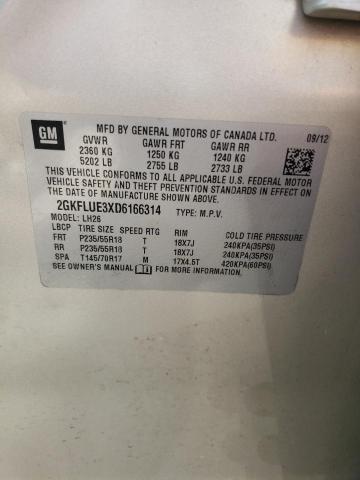 GM
MFD BY GENERAL MOTORS OF CANADA LTD.
09/12
GVWR GAWR FRT GAWR RR
2360 KG 1250 KG 1240 KG
5202 LB 2755 LB 2733 LB
THIS VEHICLE CONFORMS TO ALL APPLICABLE U.S. FEDERAL MOTOR
VEHICLE SAFETY AND THEFT PREVENTION STANDARDS IN EFFECT ON
THE DATE OF MANUFACTURE SHOWN ABOVE.
2GKFLUE3XD6166314 TYPE: M.P.V.
MODEL: LH26
LBCP TIRE SIZE SPEED RTG RIM COLD TIRE PRESSURE
FRT P235/55R18 T 18X7J 240KPA(35PSI)
RR P235/55R18 T 18X7J 240KPA(35PSI)
SPA T145/70R17 M 17X4.5T 420KPA(60PSI)
SEE OWNER'S MANUAL FOR MORE INFORMATION.